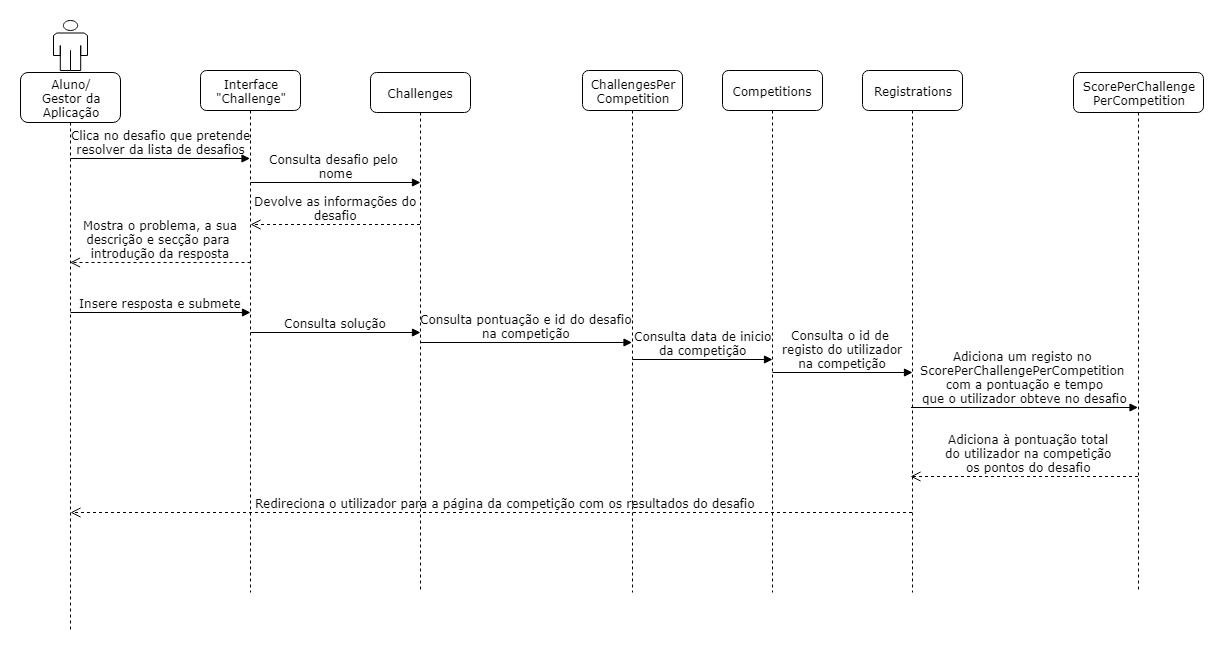 Aluno/
Gestor da
Aplicação
Interface
"Challenge"
Challenges
ChallengesPer
Competition
Competitions
Registrations
ScorePerChallenge
PerCompetition
Clica no desafio que pretende
resolver da lista de desafios
Consulta desafio pelo
nome
Devolve as informações do
desafio
Mostra o problema, a sua
descrição e secção para
introdução da resposta
Insere resposta e submete
Consulta solução
Consulta pontuação e id do desafio
na competição
Consulta data de inicio
da competição
Consulta o id de
registo do utilizador
na competição
Adiciona um registo no
ScorePerChallengePerCompetition
com a pontuação e tempo
que o utilizador obteve no desafio
Adiciona à pontuação total
do utilizador na competição
os pontos do desafio
Redireciona o utilizador para a página da competição com os resultados do desafio